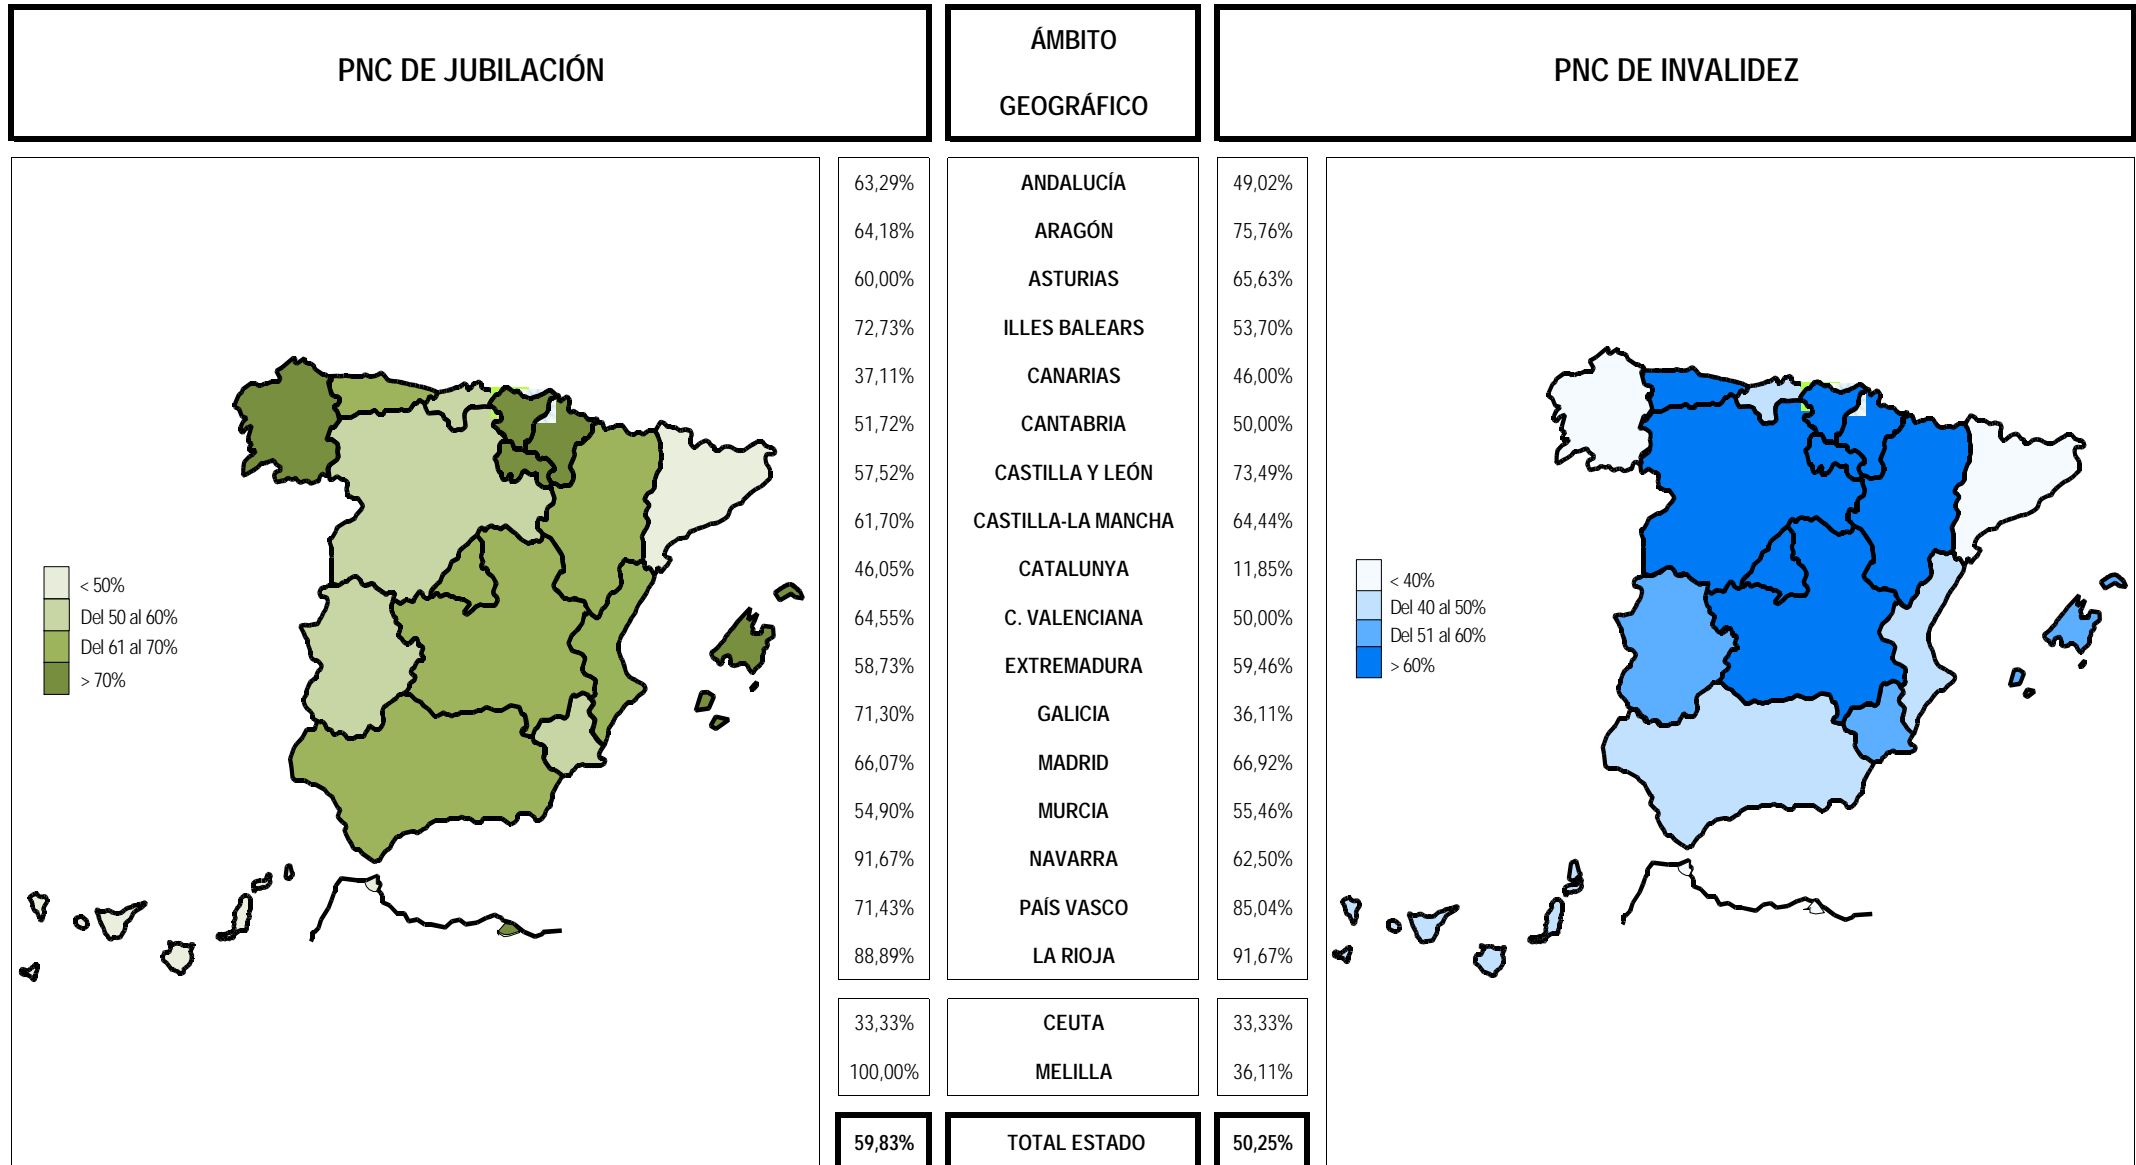 PNC DE JUBILACIÓN
ÁMBITO
GEOGRÁFICO
PNC DE INVALIDEZ
63,29% ANDALUCÍA 49,02%
64,18% ARAGÓN 75,76%
60,00% ASTURIAS 65,63%
72,73% ILLES BALEARS 53,70%
37,11% CANARIAS 46,00%
51,72% CANTABRIA 50,00%
57,52% CASTILLA Y LEÓN 73,49%
61,70% CASTILLA-LA MANCHA 64,44%
46,05% CATALUNYA 11,85%
64,55% C. VALENCIANA 50,00%
58,73% EXTREMADURA 59,46%
71,30% GALICIA 36,11%
66,07% MADRID 66,92%
54,90% MURCIA 55,46%
91,67% NAVARRA 62,50%
71,43% PAÍS VASCO 85,04%
88,89% LA RIOJA 91,67%
33,33% CEUTA 33,33%
100,00% MELILLA 36,11%
59,83% TOTAL ESTADO 50,25%
< 50%
Del 50 al 60%
Del 61 al 70%
> 70%
< 40%
Del 40 al 50%
Del 51 al 60%
> 60%